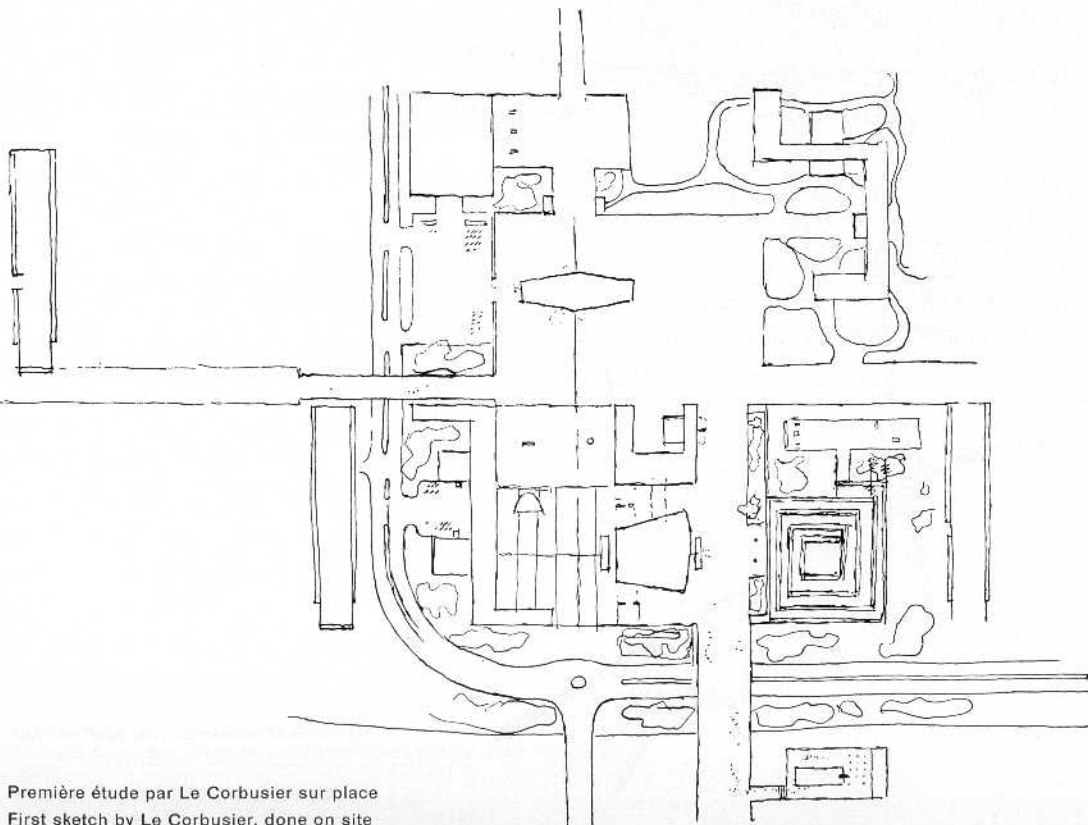 Première étude par Le Corbusier sur place
First sketch by Le Corbusier, done on site